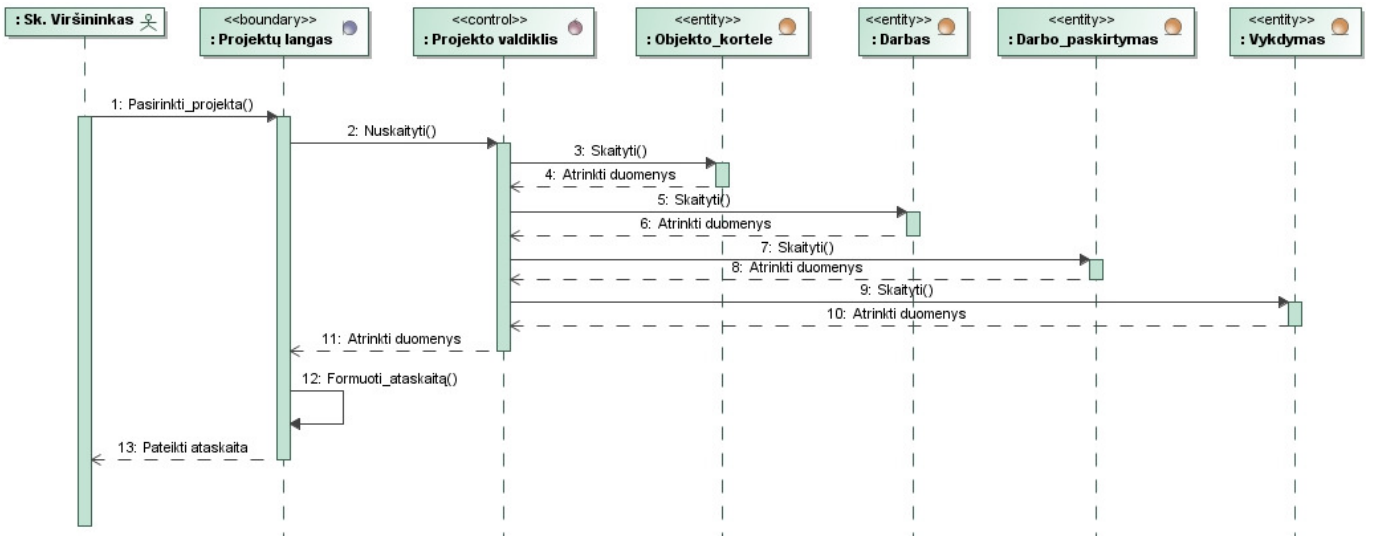 : Sk. Viršininkas
<<boundary>>
: Projektų langas
<<control>>
: Projekto valdiklis
<<entity>>
: Objekto_kortele
<<entity>>
: Darbas
<<entity>>
: Darbo_paskirtymas
<<entity>>
: Vykdymas
1: Pasirinkti_projekta()
2: Nuskaityti()
3: Skaityti()
4: Atrinkti duomenys
5: Skaityti()
6: Atrinkti duomenys
7: Skaityti()
8: Atrinkti duomenys
9: Skaityti()
10: Atrinkti duomenys
11: Atrinkti duomenys
12: Formuoti_ataskaitą()
13: Pateikti ataskaita